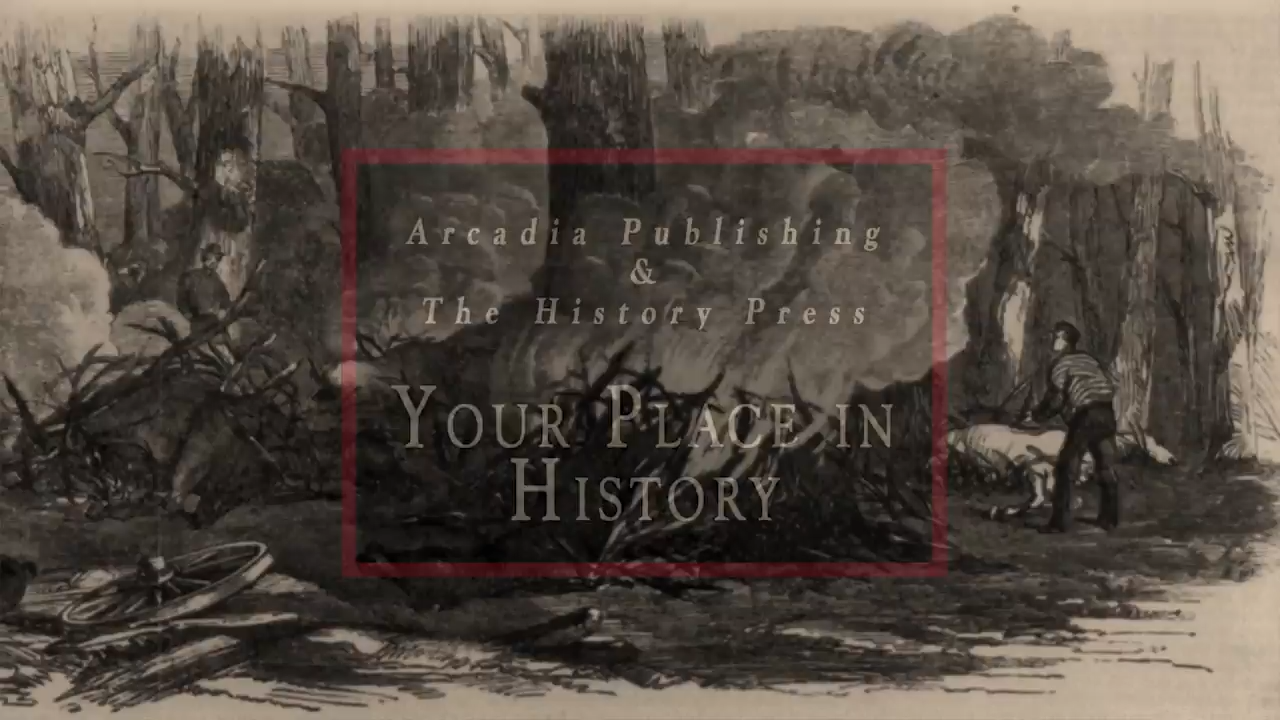 Arcadia Publishing
&
The History Press
Your Place in
History